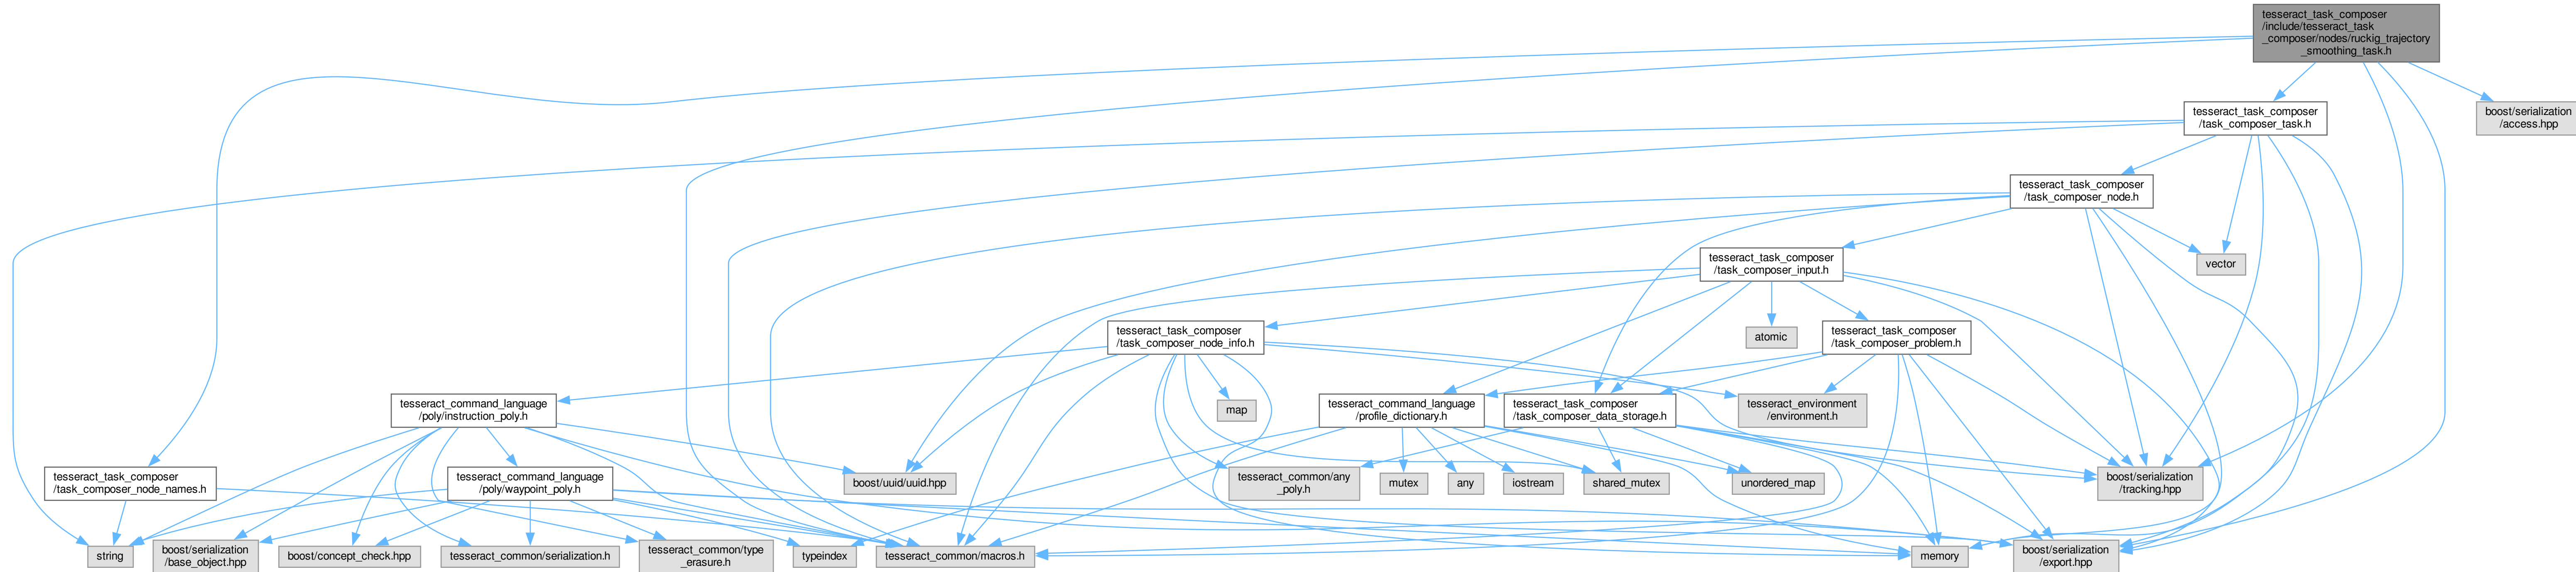 tesseract_task_composer
/include/tesseract_task
_composer/nodes/ruckig_trajectory
_smoothing_task.h
tesseract_task_composer
/task_composer_task.h
boost/serialization
/access.hpp
tesseract_task_composer
/task_composer_node.h
tesseract_task_composer
/task_composer_input.h
vector
tesseract_task_composer
/task_composer_node_info.h
atomic
tesseract_task_composer
/task_composer_problem.h
tesseract_command_language
/poly/instruction_poly.h
map
tesseract_command_language
/profile_dictionary.h
tesseract_task_composer
/task_composer_data_storage.h
tesseract_environment
/environment.h
tesseract_task_composer
/task_composer_node_names.h
tesseract_command_language
/poly/waypoint_poly.h
boost/uuid/uuid.hpp
tesseract_common/any
_poly.h
mutex
any
iostream
shared_mutex
unordered_map
boost/serialization
/tracking.hpp
string
boost/serialization
/base_object.hpp
boost/concept_check.hpp
tesseract_common/serialization.h
tesseract_common/type
_erasure.h
typeindex
tesseract_common/macros.h
memory
boost/serialization
/export.hpp